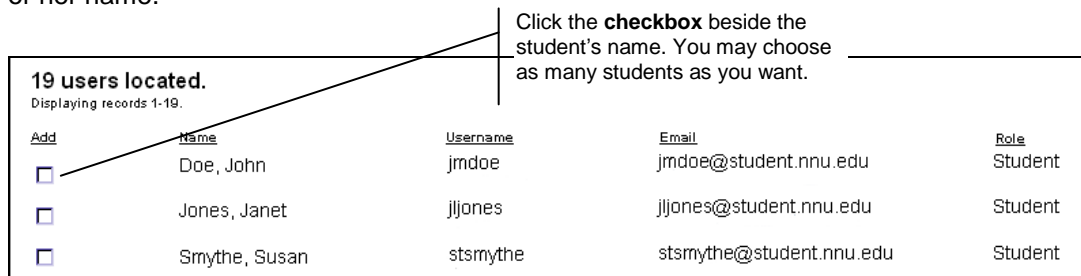 or her name.
Click the checkbox beside the
student's name. You may choose
as many students as you want.
19 users located.
Displaying records 1-19.
Add Name Username Email Role
Doe, John jmdoe jmdoe@student.nnu.edu Student
Jones, Janet jljones jljones@student.nnu.edu Student
Smythe, Susan stsmythe stsmythe@student.nnu.edu Student